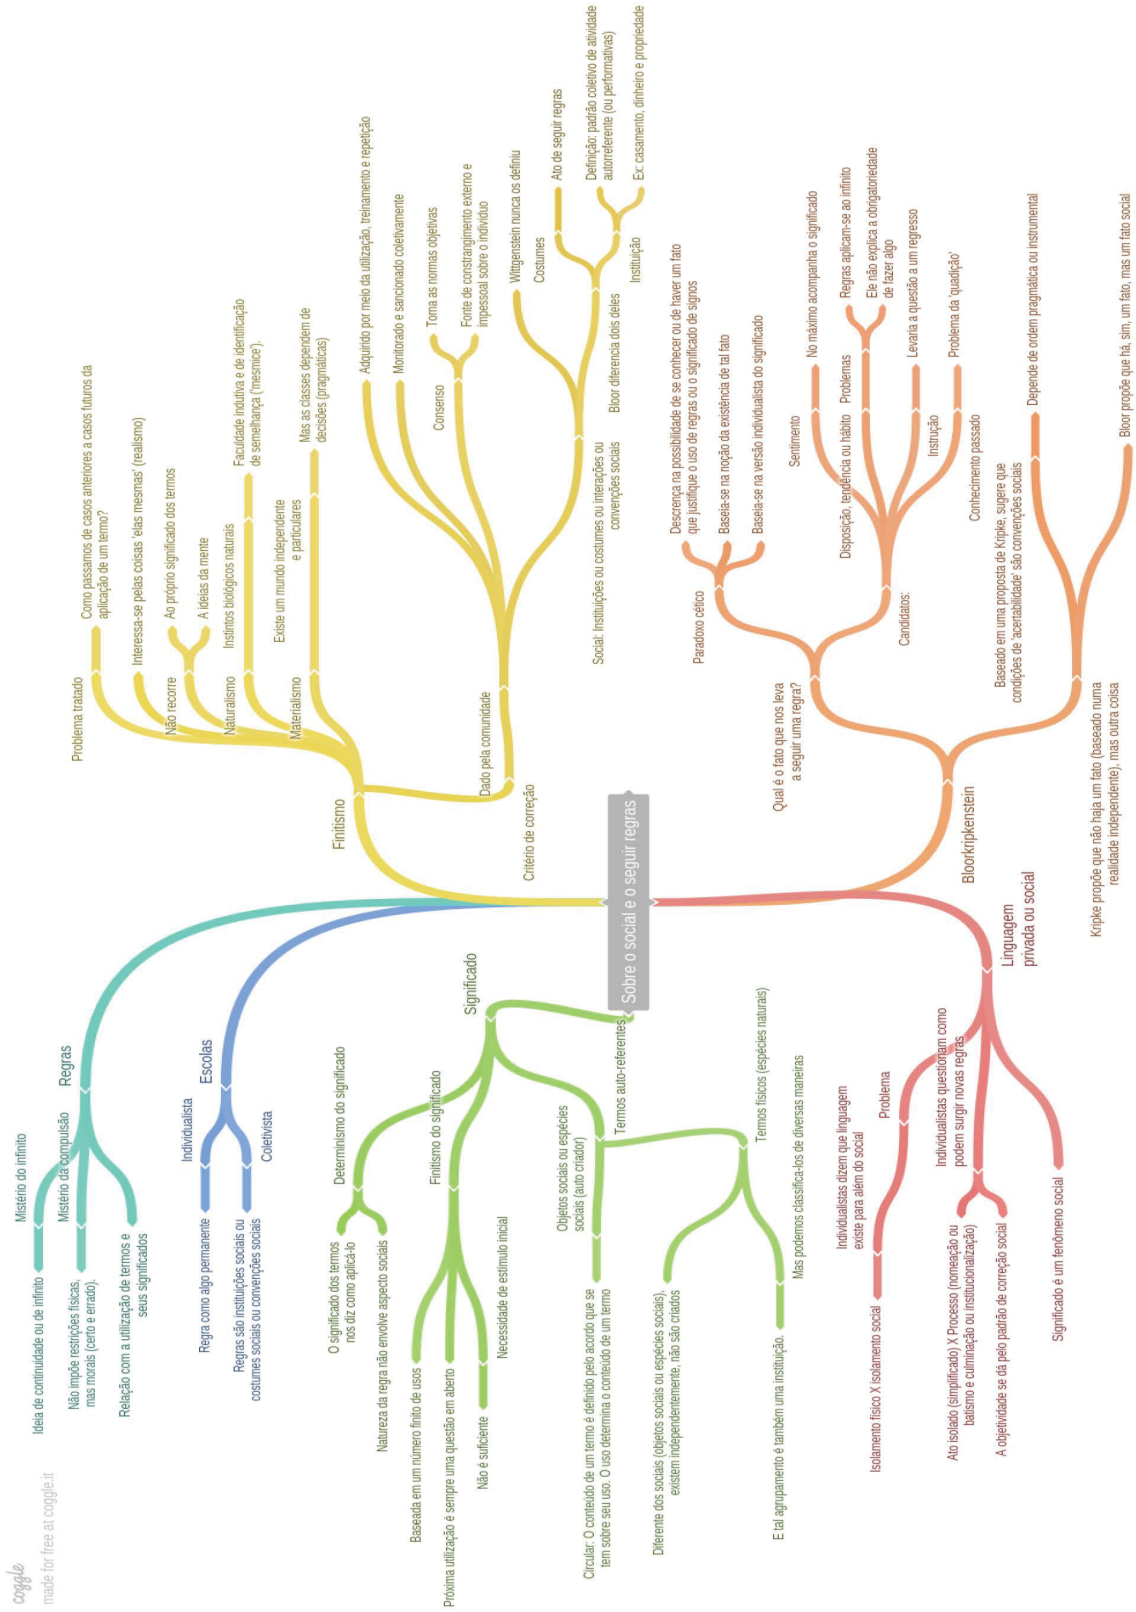 coggle
made for free at coggle.it
Sobre o social e o seguir regras
Regras
Mistério do infinito
Ideia de continuidade ou de infinito
Mistério da compulsão
Não impõe restrições físicas,
mas morais (certo e errado).
Relação com a utilização de termos e
seus significados
Escolas
Individualista
Regra como algo permanente
Coletivista
Regras são instituições sociais ou
costumes sociais ou convenções sociais
Significado
Determinismo do significado
O significado dos termos
nos diz como aplicá-lo
Natureza da regra não envolve aspecto sociais
Finitismo do significado
Baseada em um número finito de usos
Próxima utilização é sempre uma questão em aberto
Necessidade de estímulo inicial
Não é suficiente
Termos auto-referentes
Objetos sociais ou espécies
sociais (auto criador)
Circular: O conteúdo de um termo é definido pelo acordo que se
tem sobre seu uso. O uso determina o conteúdo de um termo
Termos físicos (espécies naturais)
Diferente dos sociais (objetos sociais ou espécies sociais),
existem independentemente, não são criados
Mas podemos classifica-los de diversas maneiras
E tal agrupamento é também uma instituição.
Linguagem
privada ou social
Problema
Individualistas dizem que linguagem
existe para além do social
Isolamento físico X isolamento social
Individualistas questionam como
podem surgir novas regras
Ato isolado (simplificado) X Processo (nomeação ou
batismo e culminação ou institucionalização)
A objetividade se dá pelo padrão de correção social
Significado é um fenômeno social
Finitismo
Problema tratado
Como passamos de casos anteriores a casos futuros da
aplicação de um termo?
Interessa-se pelas coisas 'elas mesmas' (realismo)
Não recorre
Ao próprio significado dos termos
A ideias da mente
Naturalismo
Instintos biológicos naturais
Faculdade indutiva e de identificação
de semelhança ('mesmice').
Materialismo
Existe um mundo independente
e particulares
Mas as classes dependem de
decisões (pragmáticas)
Critério de correção
Dado pela comunidade
Adquirido por meio da utilização, treinamento e repetição
Monitorado e sancionado coletivamente
Consenso
Torna as normas objetivas
Fonte de constrangimento externo e
impessoal sobre o indivíduo
Social: Instituições ou costumes ou interações ou
convenções sociais
Wittgenstein nunca os definiu
Bloor diferencia dois deles
Costumes
Ato de seguir regras
Instituição
Definição: padrão coletivo de atividade
autorreferente (ou performativas)
Ex: casamento, dinheiro e propriedade
Bloorkripkenstein
Qual é o fato que nos leva
a seguir uma regra?
Paradoxo cético
Descrença na possibilidade de se conhecer ou de haver um fato
que justifique o uso de regras ou o significado de signos
Baseia-se na noção da existência de tal fato
Baseia-se na versão individualista do significado
Candidatos:
Sentimento
No máximo acompanha o significado
Disposição, tendência ou hábito
Problemas
Regras aplicam-se ao infinito
Ele não explica a obrigatoriedade
de fazer algo
Instrução
Levaria a questão a um regresso
Conhecimento passado
Problema da 'quadição'
Kripke propõe que não haja um fato (baseado numa
realidade independente), mas outra coisa
Baseado em uma proposta de Kripke, sugere que
condições de 'acertabilidade' são convenções sociais
Depende de ordem pragmática ou instrumental
Bloor propõe que há, sim, um fato, mas um fato social